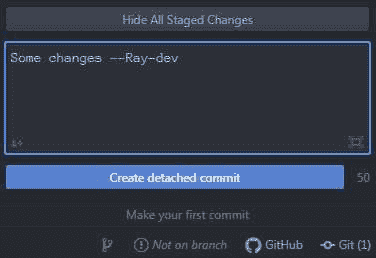 Hide All Staged Changes
Some changes --Ray-dev
Create detached commit 50
Make your first commit
Not on branch GitHub Git (1)